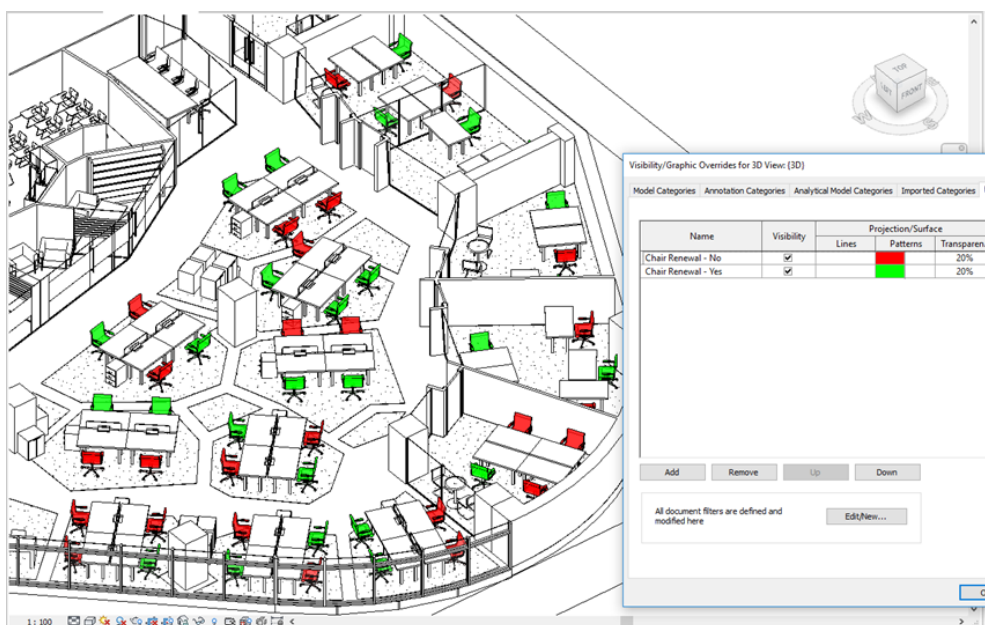 TOP
FRONT
Visibility/Graphic Overrides for 3D View: {3D}
Model Categories Annotation Categories Analytical Model Categories Imported Categories
Name Visibility Projection/Surface
Lines Patterns Transparen
Chair Renewal - No 20%
Chair Renewal - Yes 20%
Add Remove Up Down
All document filters are defined and
modified here
Edit/New...
1 : 100